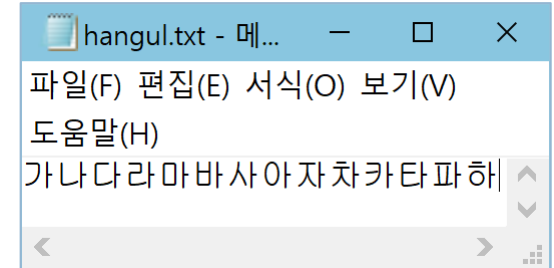 hangul.txt - 메...
파일(F) 편집(E) 서식(O) 보기(V)
도움말(H)
가나다라마바사아자차카타파하